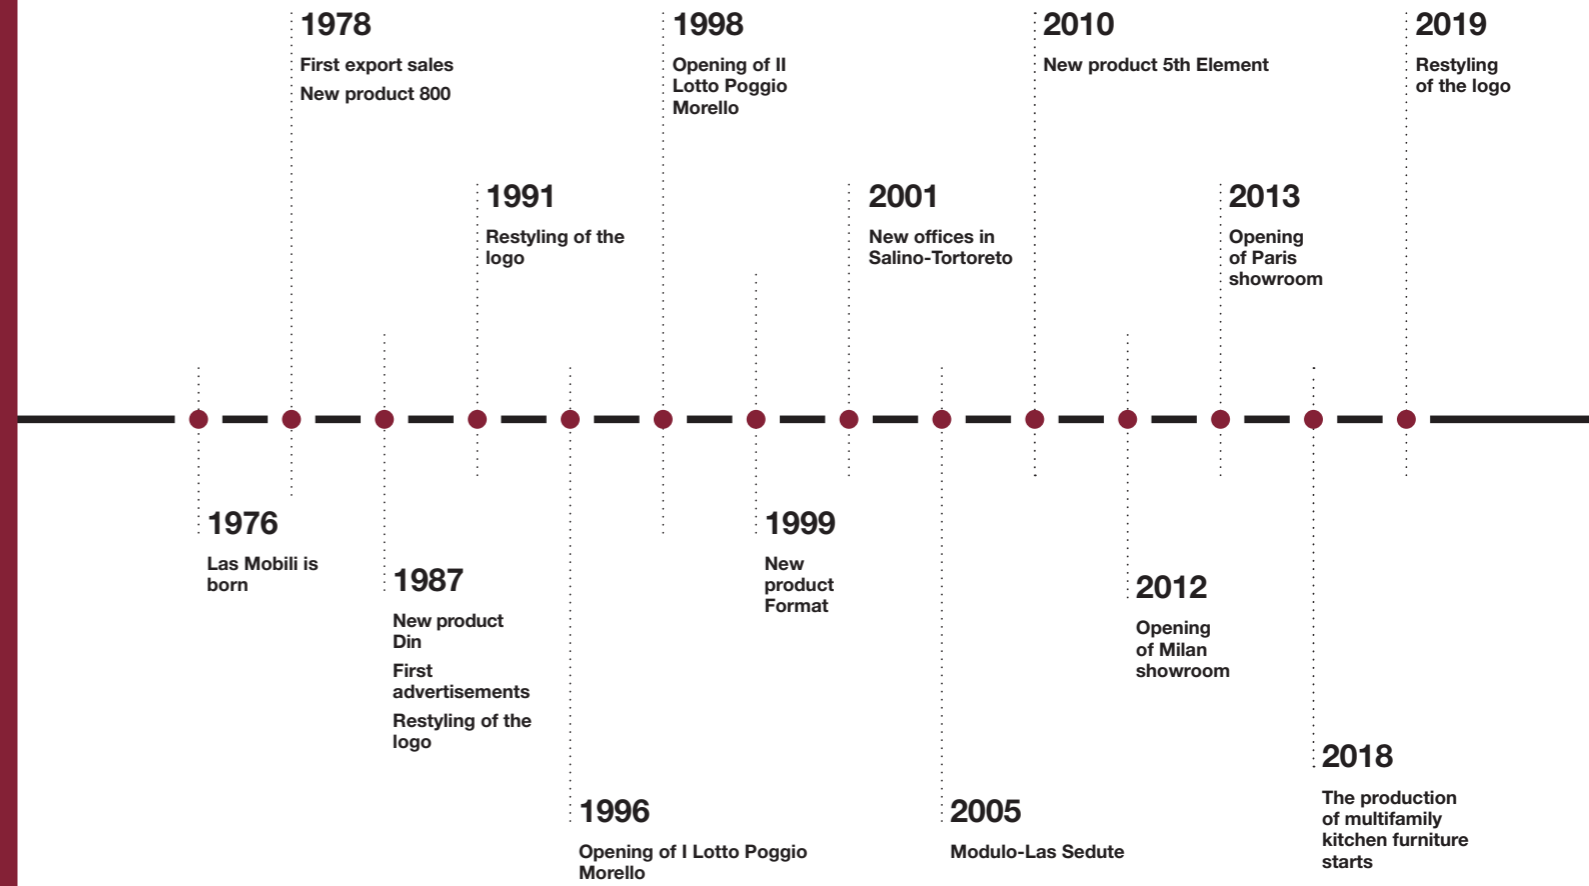 1978
First export sales
New product 800
1998
Opening of II
Lotto Poggio
Morello
2010
New product 5th Element
2019
Restyling
of the logo
1991
Restyling of the
logo
2001
New offices in
Salino-Tortoreto
2013
Opening
of Paris
showroom
1976
Las Mobili is
born
1987
New product
Din
First
advertisements
Restyling of the
logo
1999
New
product
Format
2012
Opening
of Milan
showroom
1996
Opening of I Lotto Poggio
Morello
2005
Modulo-Las Sedute
2018
The production
of multifamily
kitchen furniture
starts